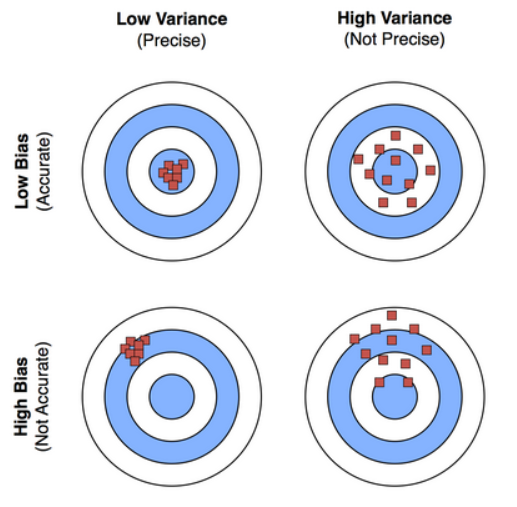 Low Variance
(Precise)
High Variance
(Not Precise)
Low Bias
(Accurate)
High Bias
(Not Accurate)